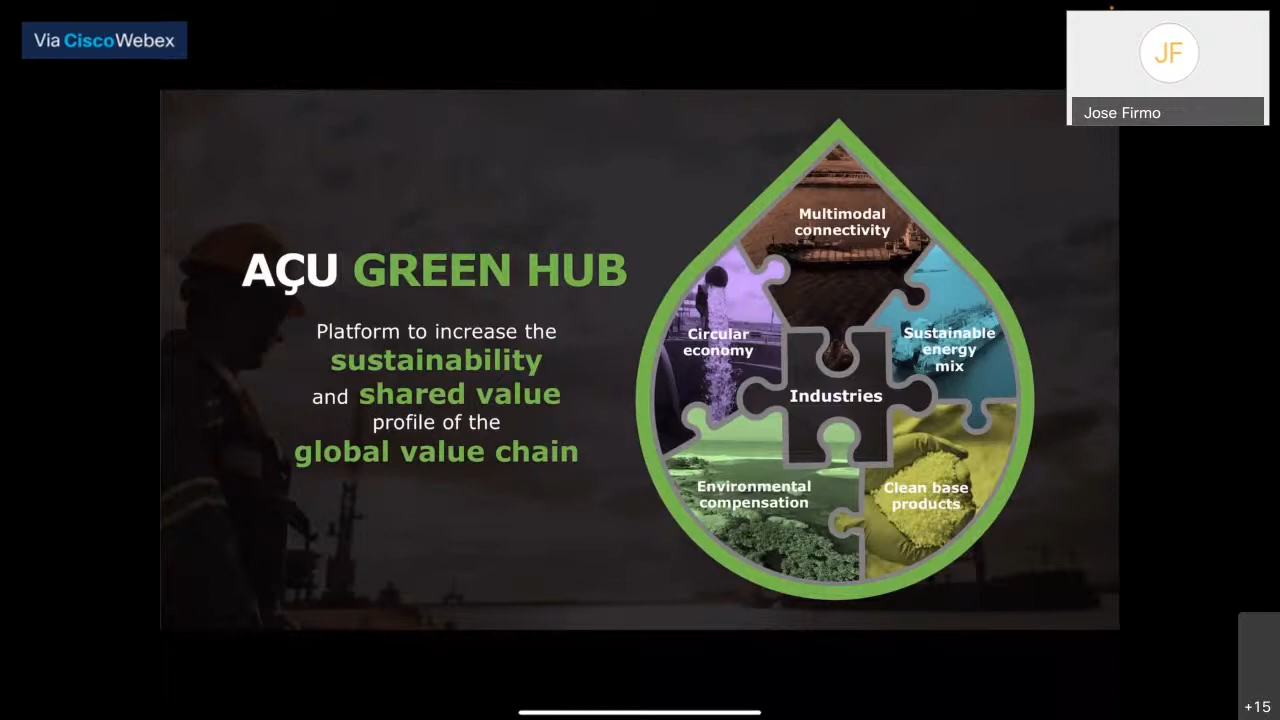 Via CiscoWebex
JF
Jose Firmo
AÇU GREEN HUB
Platform to increase the
sustainability
and shared value
profile of the
global value chain
Multimodal
connectivity
Circular
economy
Sustainable
energy
mix
Industries
Environmental
compensation
Clean base
products
+15